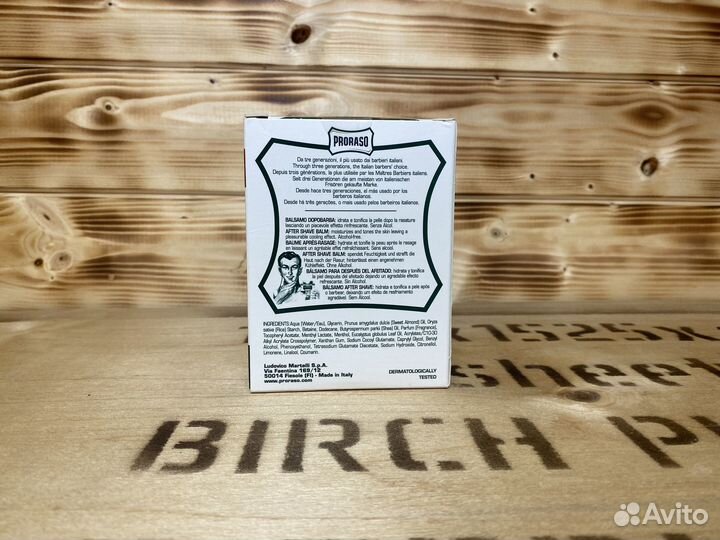 PRORASO
Da tre generazioni, il più usato dai barbieri italiani.
Through three generations, the Italian barbers' choice.
Depuis trois générations, la plus utilisée par les Maîtres Barbiers italiens.
Seit drei Generationen die am meisten von italienischen
Friseuren gekaufte Marke.
Desde hace tres generaciones, el más usado por los
barberos italianos.
Desde há três gerações, o mais usado pelos barbeiros italianos.
BALSAMO DOPOBARBA: idrata e tonifica la pelle dopo la rasatura
lasciando un piacevole effetto rinfrescante. Senza Alcol.
AFTER SHAVE BALM: moisturizes and tones the skin leaving a
pleasurable cooling effect. Alcohol-free.
BAUME APRÈS-RASAGE: hydrate et tonifie la peau après le rasage
en laissant un agréable effet rafraîchissant. Sans alcool.
AFTER SHAVE BALM: spendet Feuchtigkeit und strafft die
Haut nach der Rasur, hinterlässt einen angenehmen
Kühleffekt. Ohne Alkohol
BÁLSAMO PARA DESPUÉS DEL AFEITADO: hidrata y tonifica
la piel después del afeitado dejando un agradable efecto
refrescante. Sin Alcohol.
BÁLSAMO AFTER SHAVE: hidrata e tonifica a pele após
o barbear, deixando um efeito de resfriamento
agradável. Sem Álcool.
INGREDIENTS: Aqua (Water/Eau), Glycerin, Prunus amygdalus dulcis (Sweet Almond) Oil, Oryza
sativa (Rice) Starch, Betaine, Dodecane, Butyrospermum parkii (Shea) Oil, Parfum (Fragrance),
Tocopheryl Acetate, Menthyl Lactate, Menthol, Eucalyptus globulus Leaf Oil, Acrylates/C10-30
Alkyl Acrylate Crosspolymer, Xanthan Gum, Sodium Cocoyl Glutamate, Caprylyl Glycol, Benzyl
Alcohol, Phenoxyethanol, Tetrasodium Glutamate Diacetate, Sodium Hydroxide, Citronellol,
Limonene, Linalool, Coumarin.
Ludovico Martelli S.p.A.
Via Faentina 169/12
50014 Fiesole (FI) - Made in Italy
www.proraso.com
DERMATOLOGICALLY
TESTED
x1525x
sheet
BIRCH
Avito